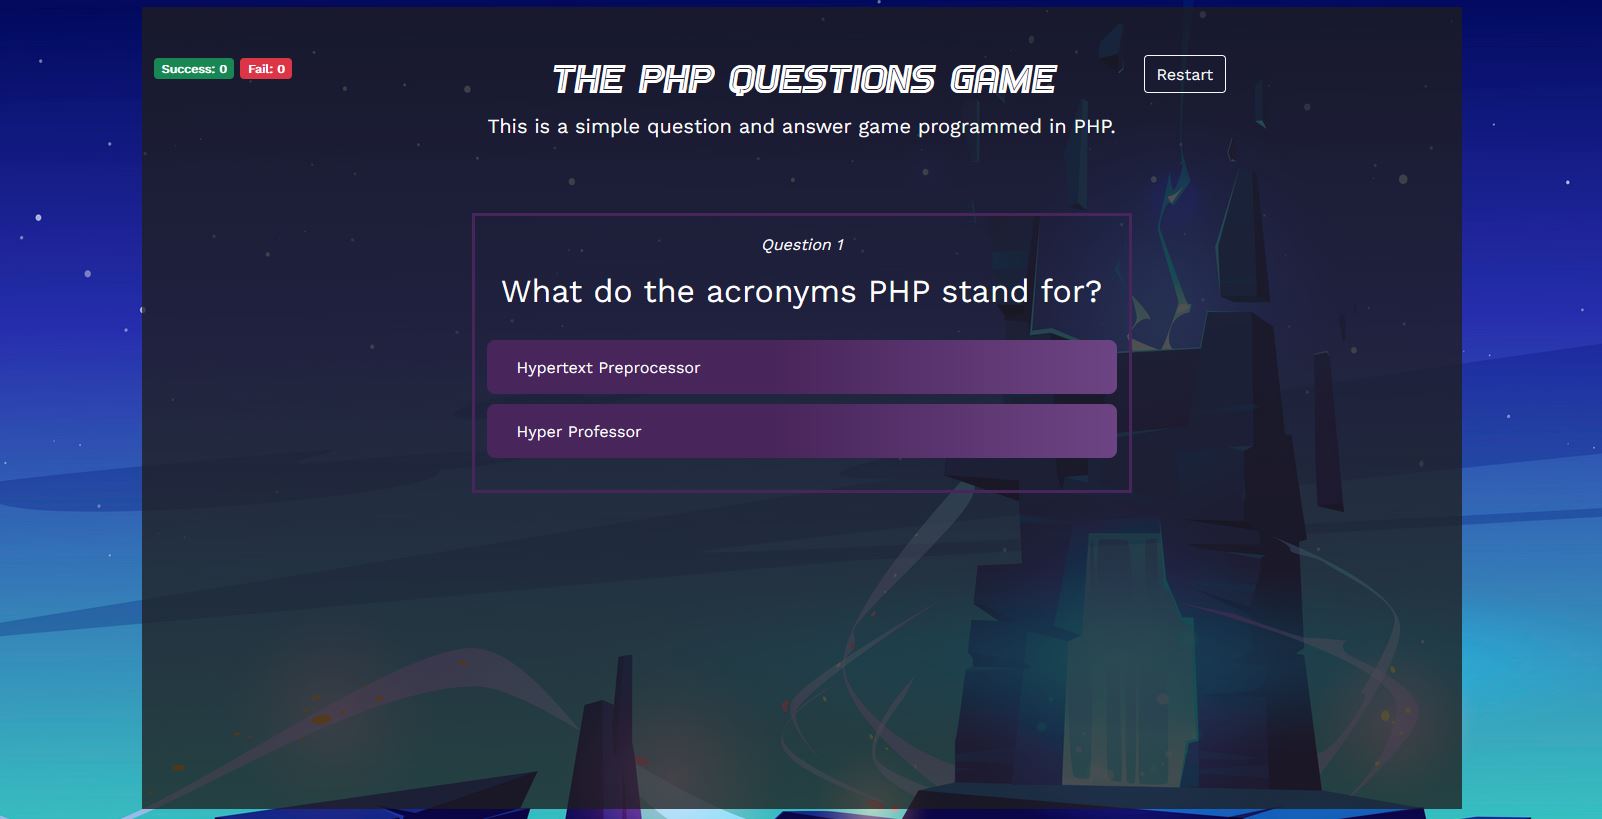 Success: 0 Fail: 0
THE PHP QUESTIONS GAME
Restart
This is a simple question and answer game programmed in PHP.
Question 1
What do the acronyms PHP stand for?
Hypertext Preprocessor
Hyper Professor